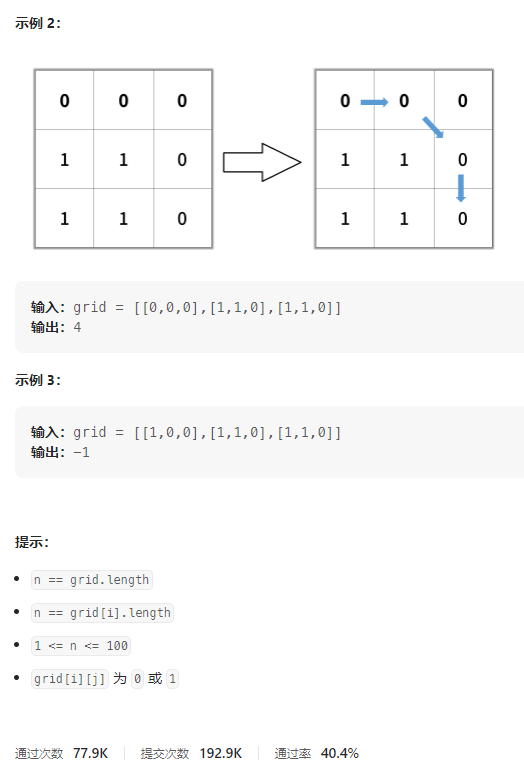 示例 2：
0 0 0 0 0 0
1 1 0 1 1 0
1 1 0 1 1 0
输入：grid = [[0,0,0],[1,1,0],[1,1,0]]
输出：4
示例 3：
输入：grid = [[1,0,0],[1,1,0],[1,1,0]]
输出：-1
提示：
n == grid.length
n == grid[i].length
1 <= n <= 100
grid[i][j] 为 0 或 1
通过次数 77.9K 提交次数 192.9K 通过率 40.4%